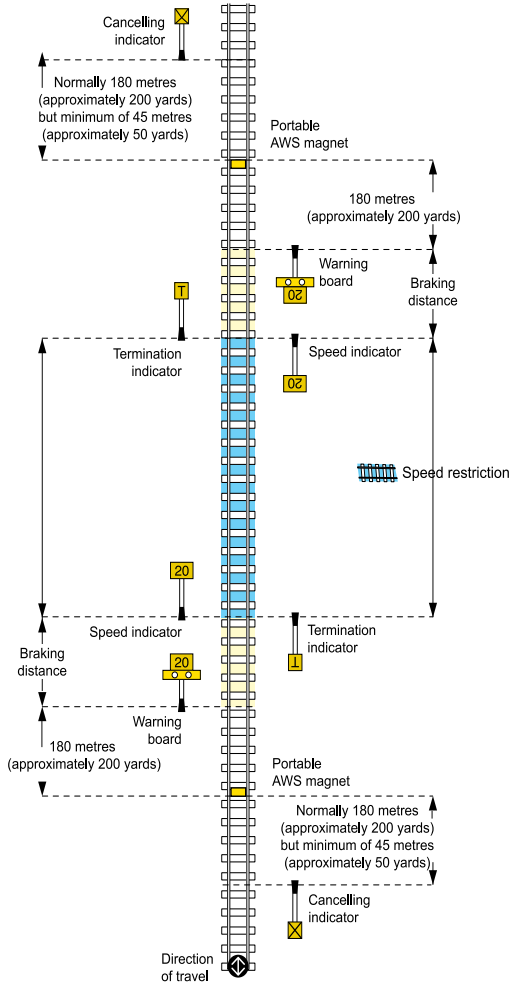 Cancelling
indicator
Normally 180 metres
(approximately 200 yards)
but minimum of 45 metres
(approximately 50 yards)
Portable
AWS magnet
180 metres
(approximately 200 yards)
Warning
board
20
Braking
distance
T
Termination
indicator
Speed indicator
20
Speed restriction
20
Speed indicator
Termination
indicator
T
Braking
distance
20
Warning
board
180 metres
(approximately 200 yards)
Portable
AWS magnet
Normally 180 metres
(approximately 200 yards)
but minimum of 45 metres
(approximately 50 yards)
Cancelling
indicator
Direction
of travel